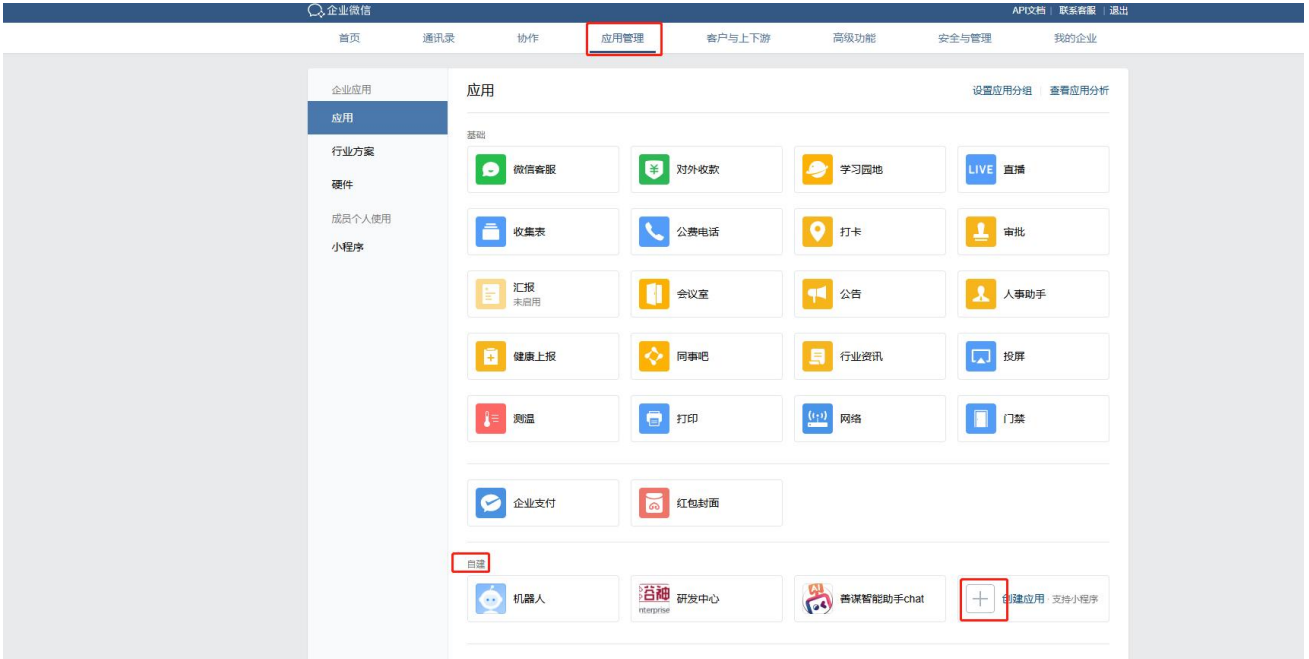 企业微信
API文档 | 联系客服 | 退出
首页 通讯录 协作 应用管理 客户与上下游 高级功能 安全与管理 我的企业
企业应用
应用
行业方案
硬件
成员个人使用
小程序
应用
设置应用分组 | 查看应用分析
基础
微信客服 对外收款 学习园地 LIVE 直播
收集表 公费电话 打卡 审批
汇报 未启用 会议室 公告 人事助手
健康上报 同事吧 行业资讯 投屏
测温 打印 网络 门禁
企业支付 红包封面
自建
机器人 谷神 nterprise 研发中心 AI 善谋智能助手chat 创建应用 · 支持小程序